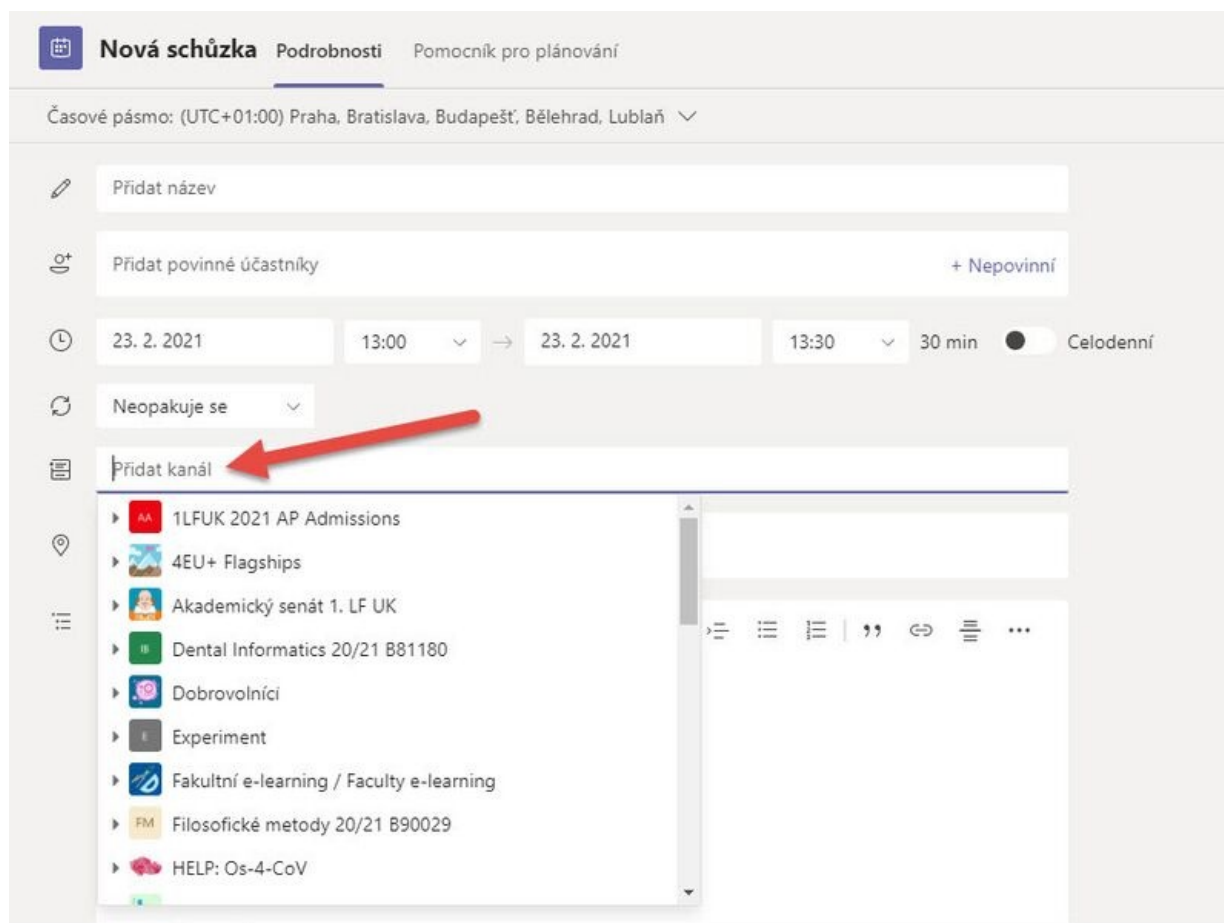 Nová schůzka Podrobnosti Pomocník pro plánování
Časové pásmo: (UTC+01:00) Praha, Bratislava, Budapešť, Bělehrad, Lublaň
Přidat název
Přidat povinné účastníky + Nepovinní
23. 2. 2021 13:00 → 23. 2. 2021 13:30 30 min Celodenní
Neopakuje se
Přidat kanál
AA 1LFUK 2021 AP Admissions
4EU+ Flagships
Akademický senát 1. LF UK
Dental Informatics 20/21 B81180
Dobrovolníci
E Experiment
Fakultní e-learning / Faculty e-learning
FM Filosofické metody 20/21 B90029
HELP: Os-4-CoV